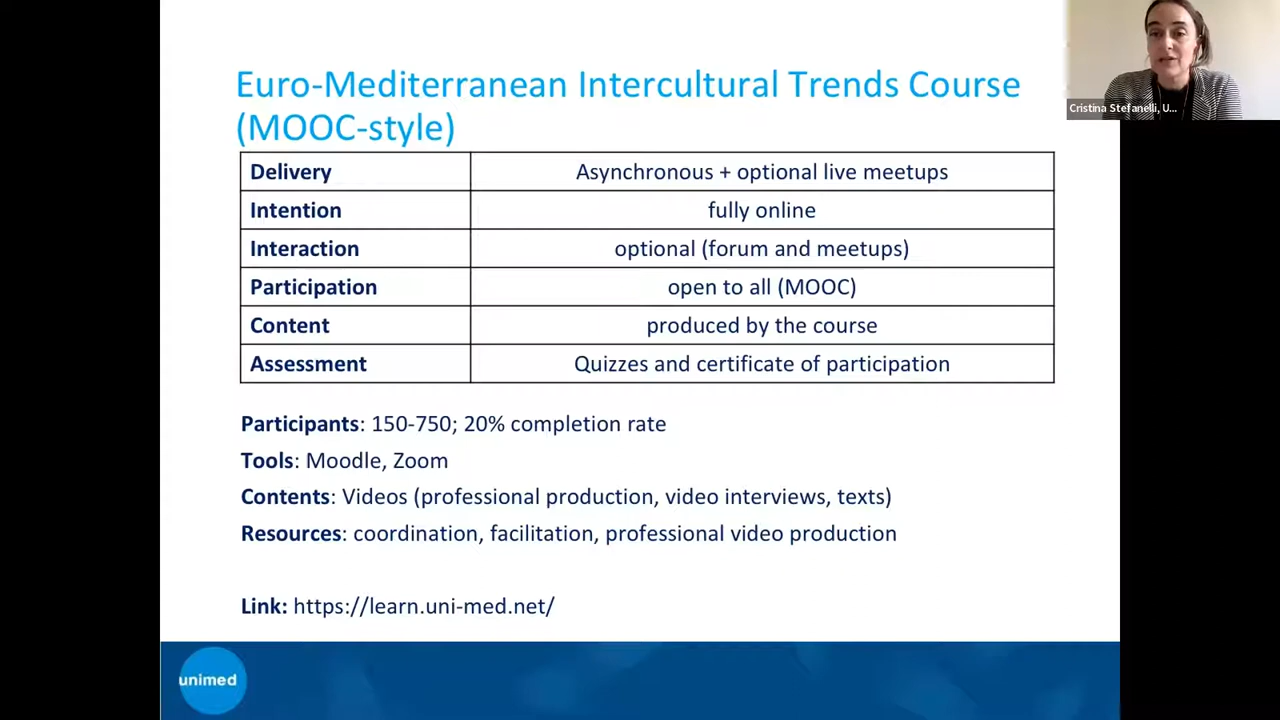 Euro-Mediterranean Intercultural Trends Course
(MOOC-style)
Cristina Stefanelli, U...
Delivery Asynchronous + optional live meetups
Intention fully online
Interaction optional (forum and meetups)
Participation open to all (MOOC)
Content produced by the course
Assessment Quizzes and certificate of participation
Participants: 150-750; 20% completion rate
Tools: Moodle, Zoom
Contents: Videos (professional production, video interviews, texts)
Resources: coordination, facilitation, professional video production
Link: https://learn.uni-med.net/
unimed